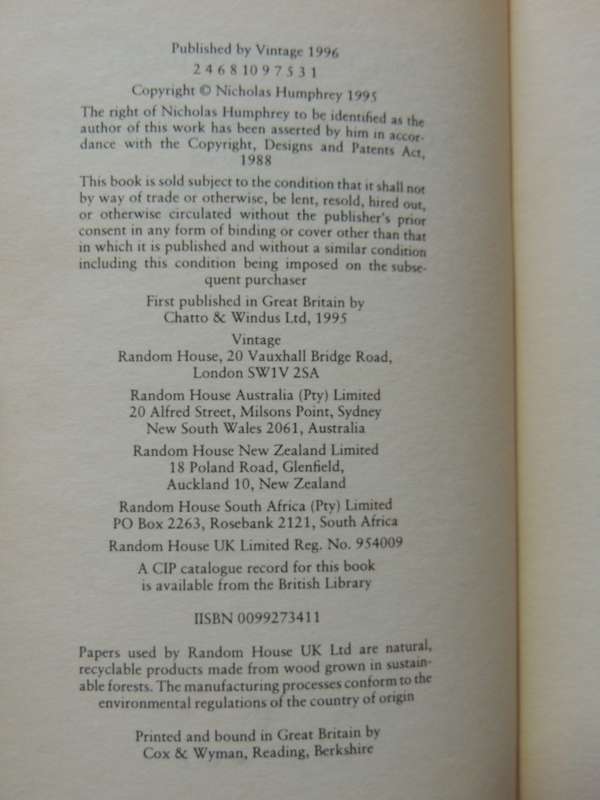 Published by Vintage 1996
2 4 6 8 10 9 7 5 3 1
Copyright © Nicholas Humphrey 1995
The right of Nicholas Humphrey to be identified as the
author of this work has been asserted by him in accor-
dance with the Copyright, Designs and Patents Act,
1988
This book is sold subject to the condition that it shall not
by way of trade or otherwise, be lent, resold, hired out,
or otherwise circulated without the publisher's prior
consent in any form of binding or cover other than that
in which it is published and without a similar condition
including this condition being imposed on the subse-
quent purchaser
First published in Great Britain by
Chatto & Windus Ltd, 1995
Vintage
Random House, 20 Vauxhall Bridge Road,
London SW1V 2SA
Random House Australia (Pty) Limited
20 Alfred Street, Milsons Point, Sydney
New South Wales 2061, Australia
Random House New Zealand Limited
18 Poland Road, Glenfield,
Auckland 10, New Zealand
Random House South Africa (Pty) Limited
PO Box 2263, Rosebank 2121, South Africa
Random House UK Limited Reg. No. 954009
A CIP catalogue record for this book
is available from the British Library
IISBN 0099273411
Papers used by Random House UK Ltd are natural,
recyclable products made from wood grown in sustain-
able forests. The manufacturing processes conform to the
environmental regulations of the country of origin
Printed and bound in Great Britain by
Cox & Wyman, Reading, Berkshire